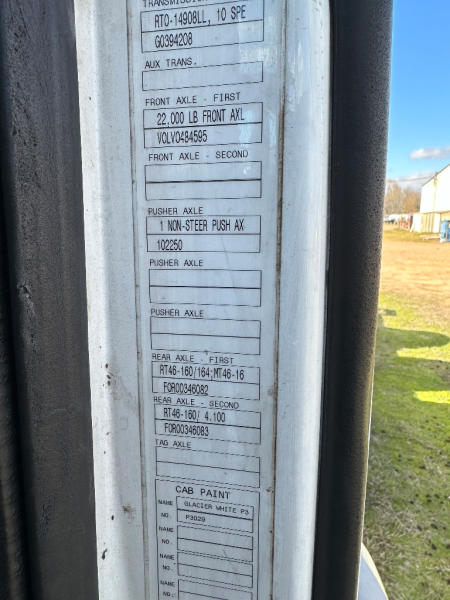 TRANSMISSION
RTO-14908LL, 10 SPE
G0394208
AUX TRANS.
FRONT AXLE - FIRST
22,000 LB FRONT AXL
VOLVO484595
FRONT AXLE - SECOND
PUSHER AXLE
1 NON-STEER PUSH AX
102250
PUSHER AXLE
PUSHER AXLE
REAR AXLE - FIRST
RT46-160/164;MT46-16
FOR00346082
REAR AXLE - SECOND
RT46-160/ 4.100
FOR00346083
TAG AXLE
CAB PAINT
NAME GLACIER WHITE P3
NO. P3029
NAME
NO.
NAME
NO.
NAME